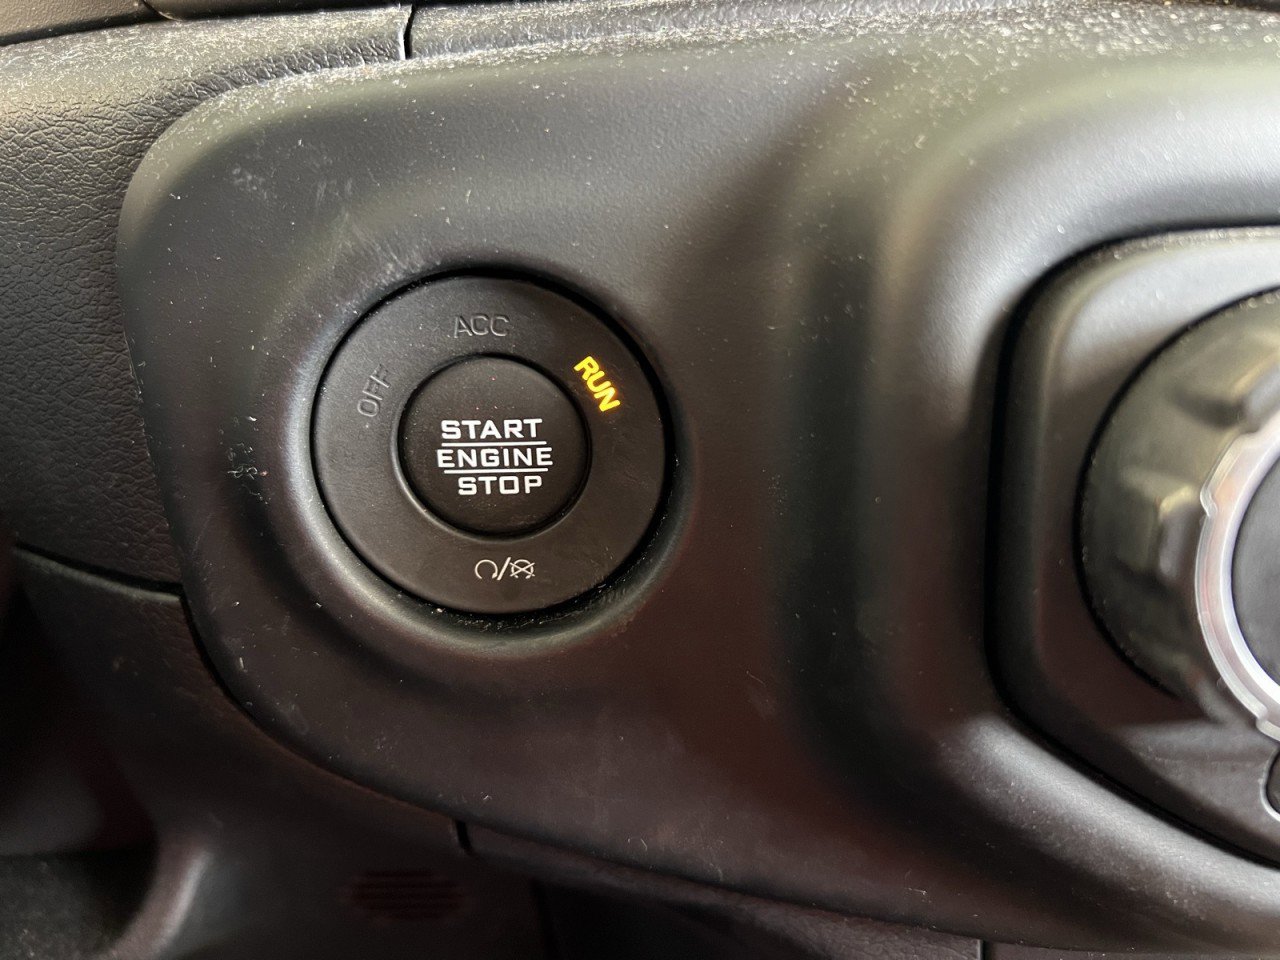 ACC
OFF
RUN
START
ENGINE
STOP